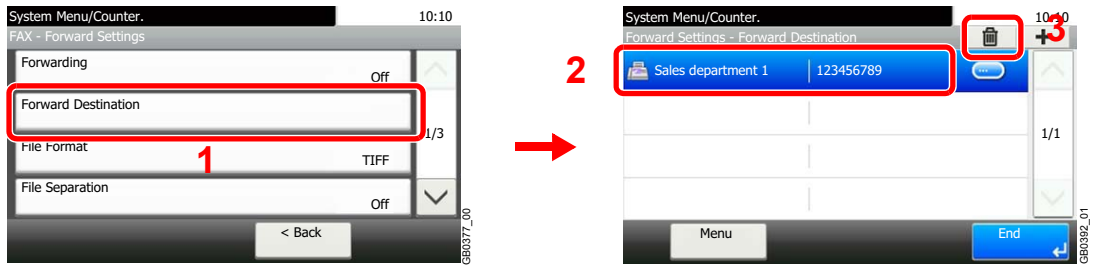 System Menu/Counter.
10:10
FAX - Forward Settings
Forwarding
Off
Forward Destination
1/3
File Format
TIFF
1
File Separation
Off
< Back
GB0377_00
System Menu/Counter.
10:10
Forward Settings - Forward Destination
3
2
Sales department 1
123456789
1/1
Menu
End
GB0392_01